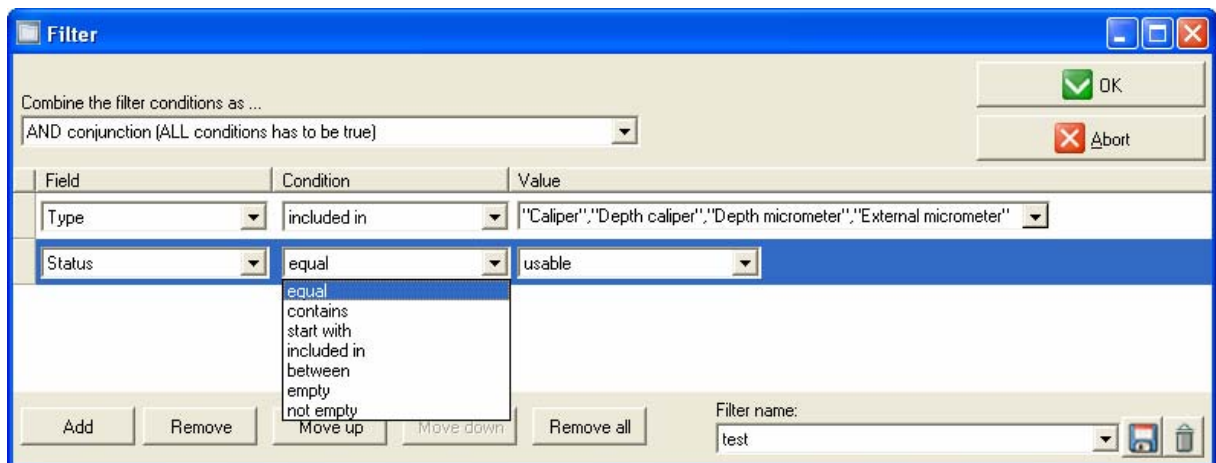 Filter
OK
Combine the filter conditions as ...
AND conjunction (ALL conditions has to be true)
Abort
Field Condition Value
Type included in "Caliper","Depth caliper","Depth micrometer","External micrometer"
Status equal usable
equal
contains
start with
included in
between
empty
not empty
Add Remove Move up Move down Remove all
Filter name:
test